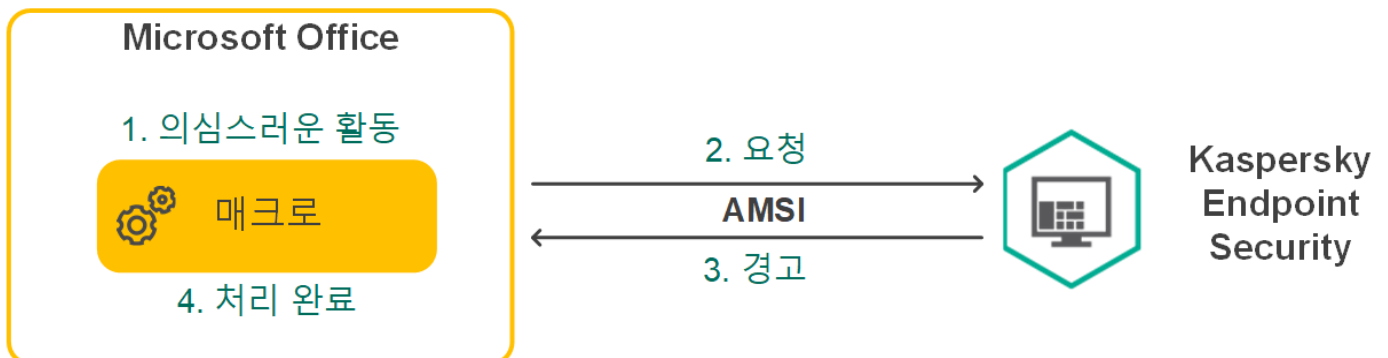 Microsoft Office
1. 의심스러운 활동
매크로
4. 처리 완료
2. 요청
AMSI
3. 경고
Kaspersky
Endpoint
Security